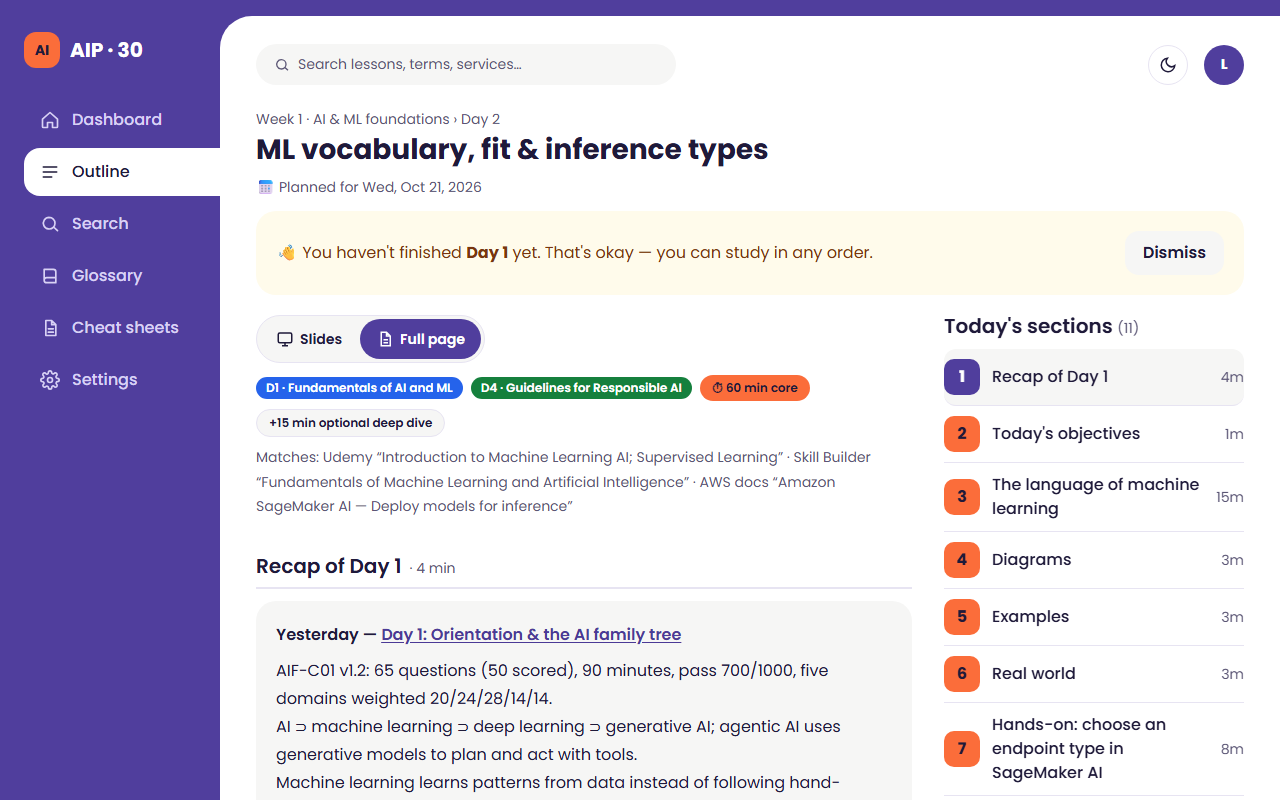 AI AIP · 30
Dashboard
Outline
Search
Glossary
Cheat sheets
Settings
Search lessons, terms, services…
L
Week 1 · AI & ML foundations › Day 2
ML vocabulary, fit & inference types
Planned for Wed, Oct 21, 2026
👋 You haven't finished Day 1 yet. That's okay — you can study in any order.
Dismiss
Slides
Full page
D1 · Fundamentals of AI and ML
D4 · Guidelines for Responsible AI
⏱ 60 min core
+15 min optional deep dive
Matches: Udemy “Introduction to Machine Learning AI; Supervised Learning” · Skill Builder
“Fundamentals of Machine Learning and Artificial Intelligence” · AWS docs “Amazon
SageMaker AI — Deploy models for inference”
Recap of Day 1 · 4 min
Yesterday — Day 1: Orientation & the AI family tree
AIF-C01 v1.2: 65 questions (50 scored), 90 minutes, pass 700/1000, five
domains weighted 20/24/28/14/14.
AI ⊃ machine learning ⊃ deep learning ⊃ generative AI; agentic AI uses
generative models to plan and act with tools.
Machine learning learns patterns from data instead of following hand-
Today's sections (11)
1 Recap of Day 1 4m
2 Today's objectives 1m
3 The language of machine
learning 15m
4 Diagrams 3m
5 Examples 3m
6 Real world 3m
7 Hands-on: choose an
endpoint type in
SageMaker AI 8m